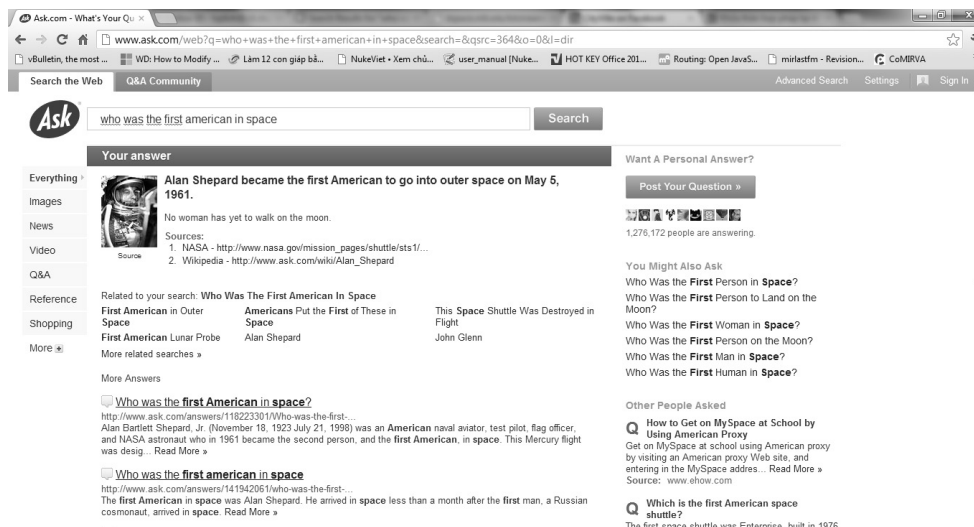 Ask.com - What's Your Qu
www.ask.com/web?q=who+was+the+first+american+in+space&search=&qsrc=364&o=0&l=dir
vBulletin, the most ... WD: How to Modify ... Làm 12 con giáp bằ... NukeViet • Xem chủ... user_manual [Nuke... HOT KEY Office 201... Routing: Open JavaS... mirlastfm - Revision... CoMIRVA
Search the Web Q&A Community Advanced Search Settings Sign In
Ask who was the first american in space Search
Your answer
Everything
Images
News
Video
Q&A
Reference
Shopping
More
Alan Shepard became the first American to go into outer space on May 5,
1961.
No woman has yet to walk on the moon.
Source
Sources:
1. NASA - http://www.nasa.gov/mission_pages/shuttle/sts1/...
2. Wikipedia - http://www.ask.com/wiki/Alan_Shepard
Related to your search: Who Was The First American In Space
First American in Outer
Space
Americans Put the First of These in
Space
This Space Shuttle Was Destroyed in
Flight
First American Lunar Probe
Alan Shepard
John Glenn
More related searches »
More Answers
Who was the first American in space?
http://www.ask.com/answers/118223301/Who-was-the-first-...
Alan Bartlett Shepard, Jr. (November 18, 1923 July 21, 1998) was an American naval aviator, test pilot, flag officer,
and NASA astronaut who in 1961 became the second person, and the first American, in space. This Mercury flight
was desig... Read More »
Who was the first american in space
http://www.ask.com/answers/141942061/who-was-the-first-...
The first American in space was Alan Shepard. He arrived in space less than a month after the first man, a Russian
cosmonaut, arrived in space. Read More »
Want A Personal Answer?
Post Your Question »
1,276,172 people are answering.
You Might Also Ask
Who Was the First Person in Space?
Who Was the First Person to Land on the
Moon?
Who Was the First Woman in Space?
Who Was the First Person on the Moon?
Who Was the First Man in Space?
Who Was the First Human in Space?
Other People Asked
Q How to Get on MySpace at School by
Using American Proxy
Get on MySpace at school using American proxy
by visiting an American proxy Web site, and
entering in the MySpace addres... Read More »
Source: www.ehow.com
Q Which is the first American space
shuttle?
The first space shuttle was Enterprise, built in 1976